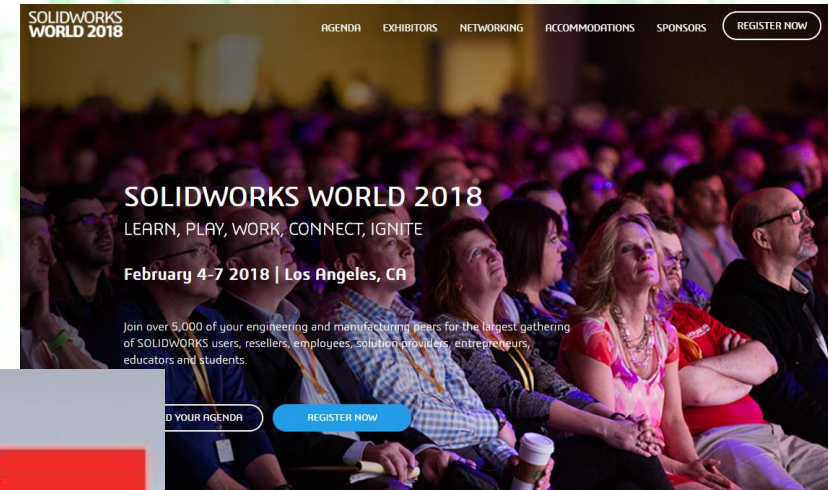 SOLIDWORKS
WORLD 2018
AGENDA EXHIBITORS NETWORKING ACCOMMODATIONS SPONSORS REGISTER NOW
SOLIDWORKS WORLD 2018
LEARN, PLAY, WORK, CONNECT, IGNITE
February 4-7 2018 | Los Angeles, CA
Join over 5,000 of your engineering and manufacturing peers for the largest gathering
of SOLIDWORKS users, resellers, employees, solution providers, entrepreneurs,
educators and students.
D YOUR AGENDA REGISTER NOW